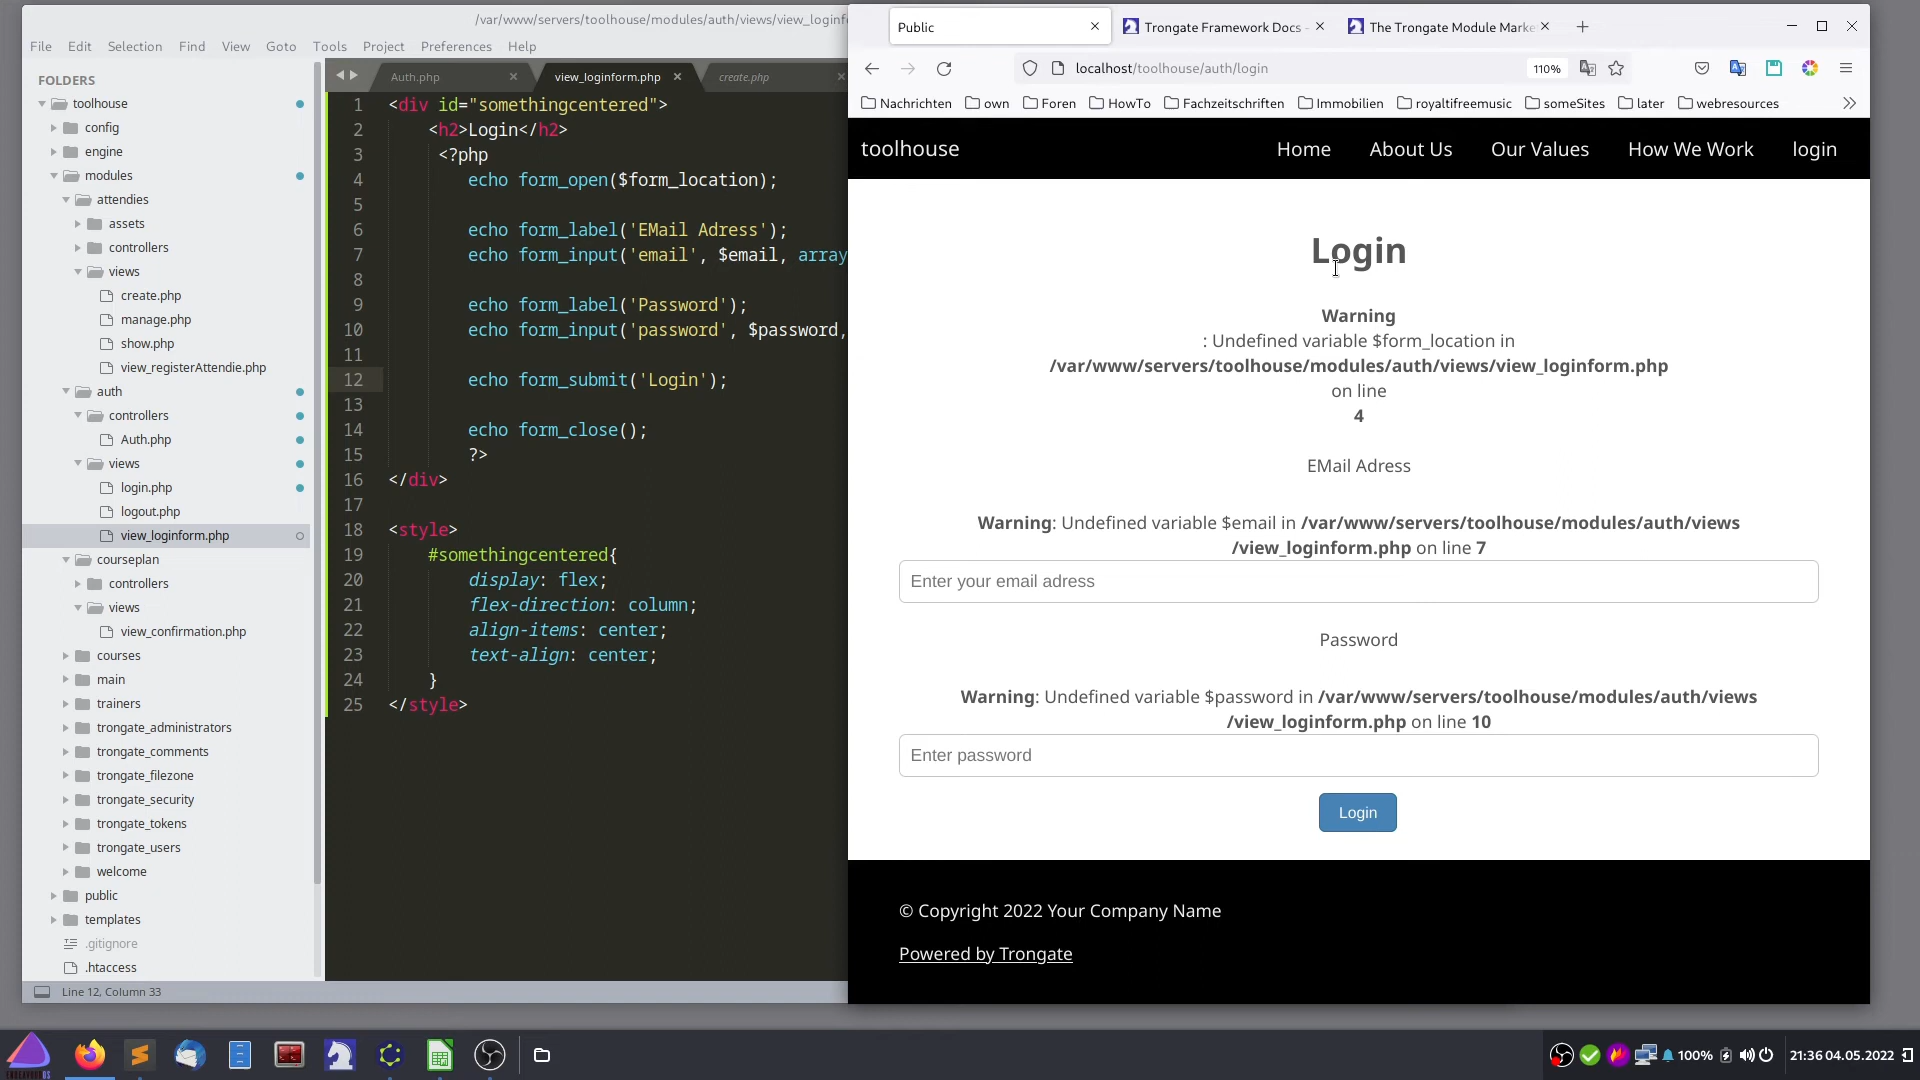 /var/www/servers/toolhouse/modules/auth/views/view_loginf
File Edit Selection Find View Goto Tools Project Preferences Help
FOLDERS
toolhouse
config
engine
modules
attendies
assets
controllers
views
create.php
manage.php
show.php
view_registerAttendie.php
auth
controllers
Auth.php
views
login.php
logout.php
view_loginform.php
courseplan
controllers
views
view_confirmation.php
courses
main
trainers
trongate_administrators
trongate_comments
trongate_filezone
trongate_security
trongate_tokens
trongate_users
welcome
public
templates
.gitignore
.htaccess
Line 12, Column 33
Auth.php view_loginform.php create.php
1 <div id="somethingcentered">
2 <h2>Login</h2>
3 <?php
4 echo form_open($form_location);
5
6 echo form_label('EMail Adress');
7 echo form_input('email', $email, array
8
9 echo form_label('Password');
10 echo form_input('password', $password,
11
12 echo form_submit('Login');
13
14 echo form_close();
15 ?>
16 </div>
17
18 <style>
19 #somethingcentered{
20 display: flex;
21 flex-direction: column;
22 align-items: center;
23 text-align: center;
24 }
25 </style>
Public Trongate Framework Docs - The Trongate Module Marke
localhost/toolhouse/auth/login 110%
Nachrichten own Foren HowTo Fachzeitschriften Immobilien royaltifreemusic someSites later webresources
toolhouse Home About Us Our Values How We Work login
Login
Warning
: Undefined variable $form_location in
/var/www/servers/toolhouse/modules/auth/views/view_loginform.php
on line
4
EMail Adress
Warning: Undefined variable $email in /var/www/servers/toolhouse/modules/auth/views
/view_loginform.php on line 7
Enter your email adress
Password
Warning: Undefined variable $password in /var/www/servers/toolhouse/modules/auth/views
/view_loginform.php on line 10
Enter password
Login
© Copyright 2022 Your Company Name
Powered by Trongate
100% 21:36 04.05.2022